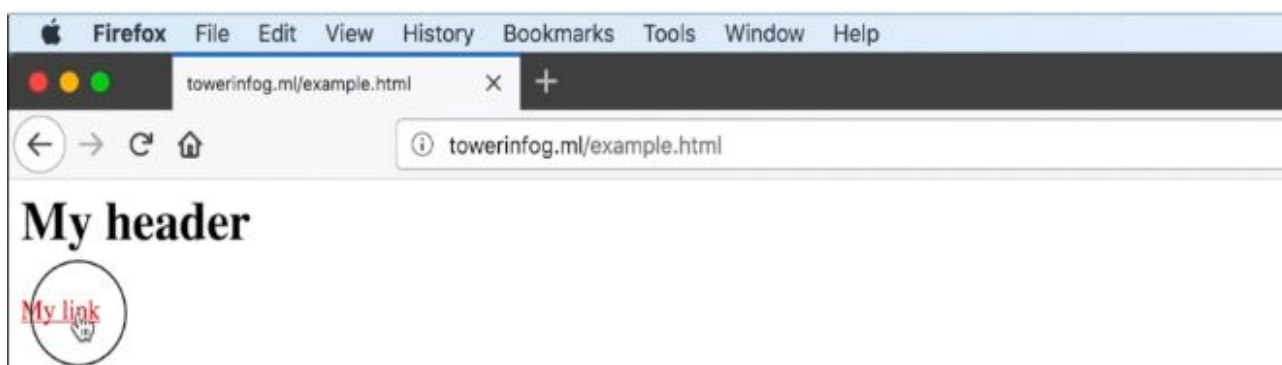 Firefox File Edit View History Bookmarks Tools Window Help
towerinfog.ml/example.html
towerinfog.ml/example.html
My header
My link